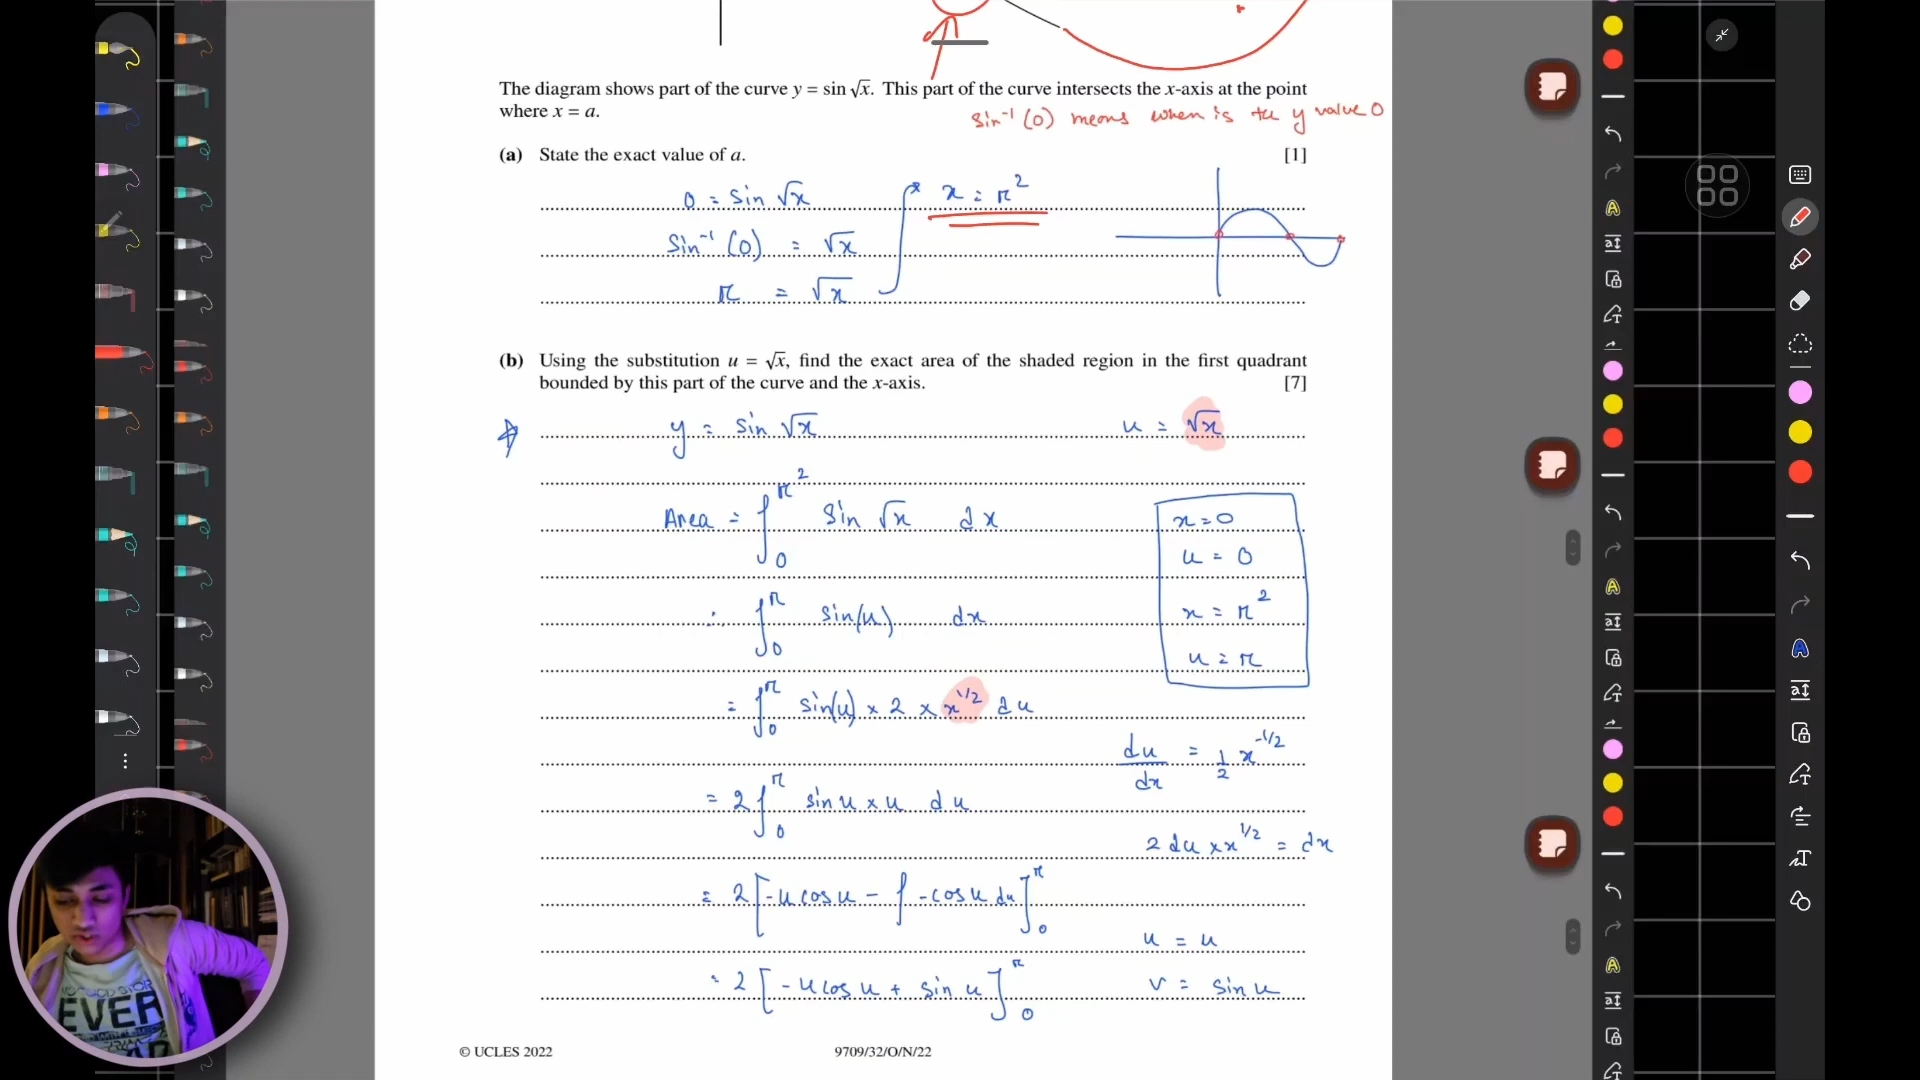 The diagram shows part of the curve y = sin √x. This part of the curve intersects the x-axis at the point
where x = a.
sin⁻¹ (0) means when is the y value 0
(a) State the exact value of a. [1]
0 = sin √x
x = π²
sin⁻¹ (0) = √x
π = √x
(b) Using the substitution u = √x, find the exact area of the shaded region in the first quadrant
bounded by this part of the curve and the x-axis. [7]
y = sin √x
u = √x
Area = ∫₀^π² sin √x dx
x = 0
u = 0
∴ ∫₀^π sin(u) dx
x = π²
u = π
= ∫₀^π sin(u) × 2 × x^1/2 du
du/dx = 1/2 x^-1/2
= 2 ∫₀^π sin u × u du
2 du × x^1/2 = dx
= 2 [-u cos u - ∫ -cos u du]₀^π
u = u
= 2 [-u cos u + sin u]₀^π
v = sin u
EVER
© UCLES 2022
9709/32/O/N/22